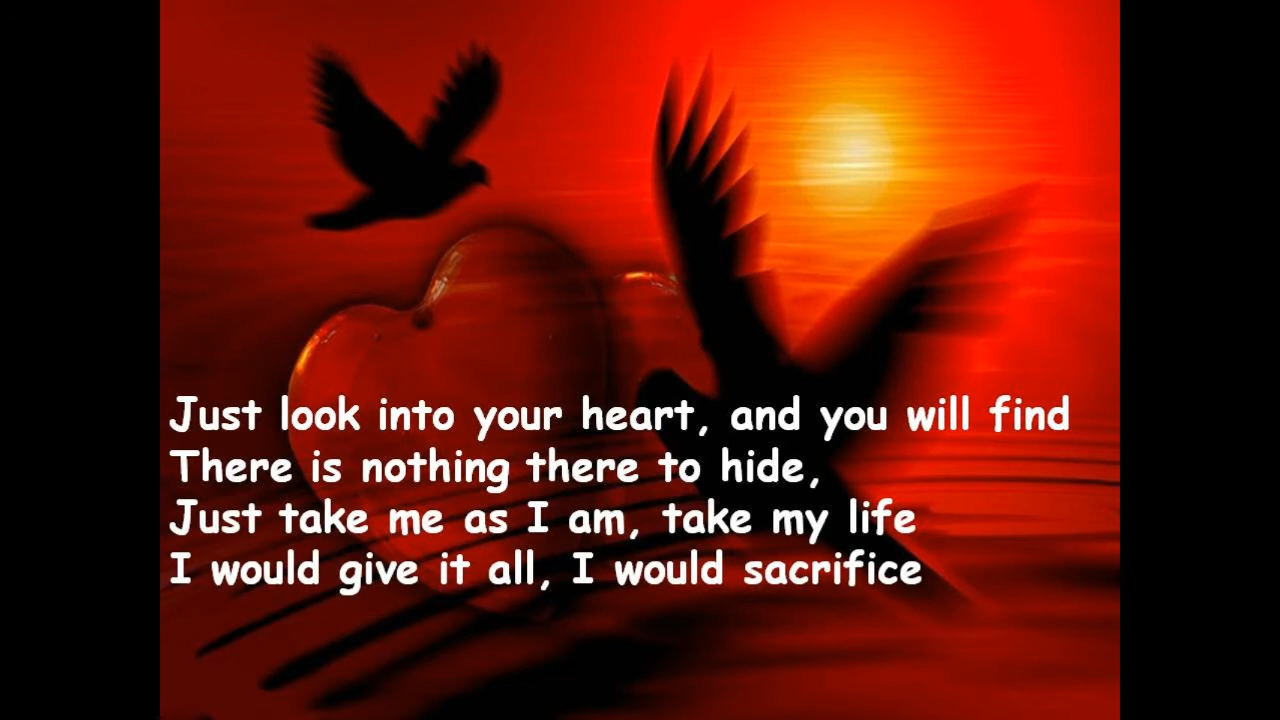 Just look into your heart, and you will find
There is nothing there to hide,
Just take me as I am, take my life
I would give it all, I would sacrifice